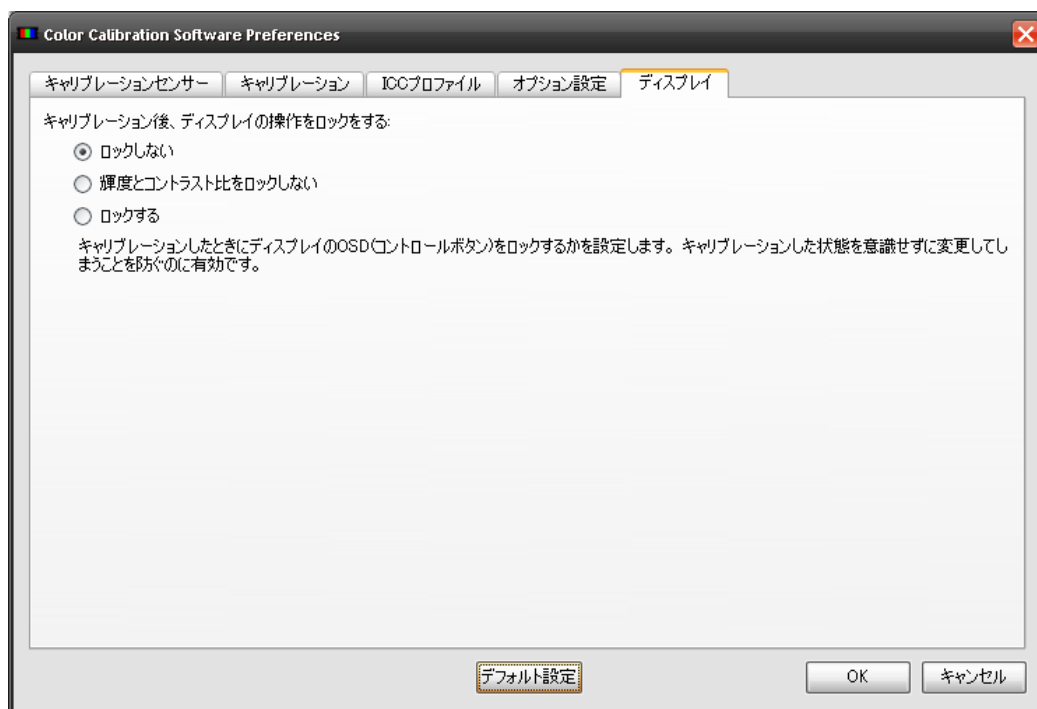 Color Calibration Software Preferences
キャリブレーションセンサー キャリブレーション ICCプロファイル オプション設定 ディスプレイ
キャリブレーション後、ディスプレイの操作をロックをする:
ロックしない
輝度とコントラスト比をロックしない
ロックする
キャリブレーションしたときにディスプレイのOSD(コントロールボタン)をロックするかを設定します。キャリブレーションした状態を意識せずに変更してし
まうことを防ぐのに有効です。
デフォルト設定 OK キャンセル